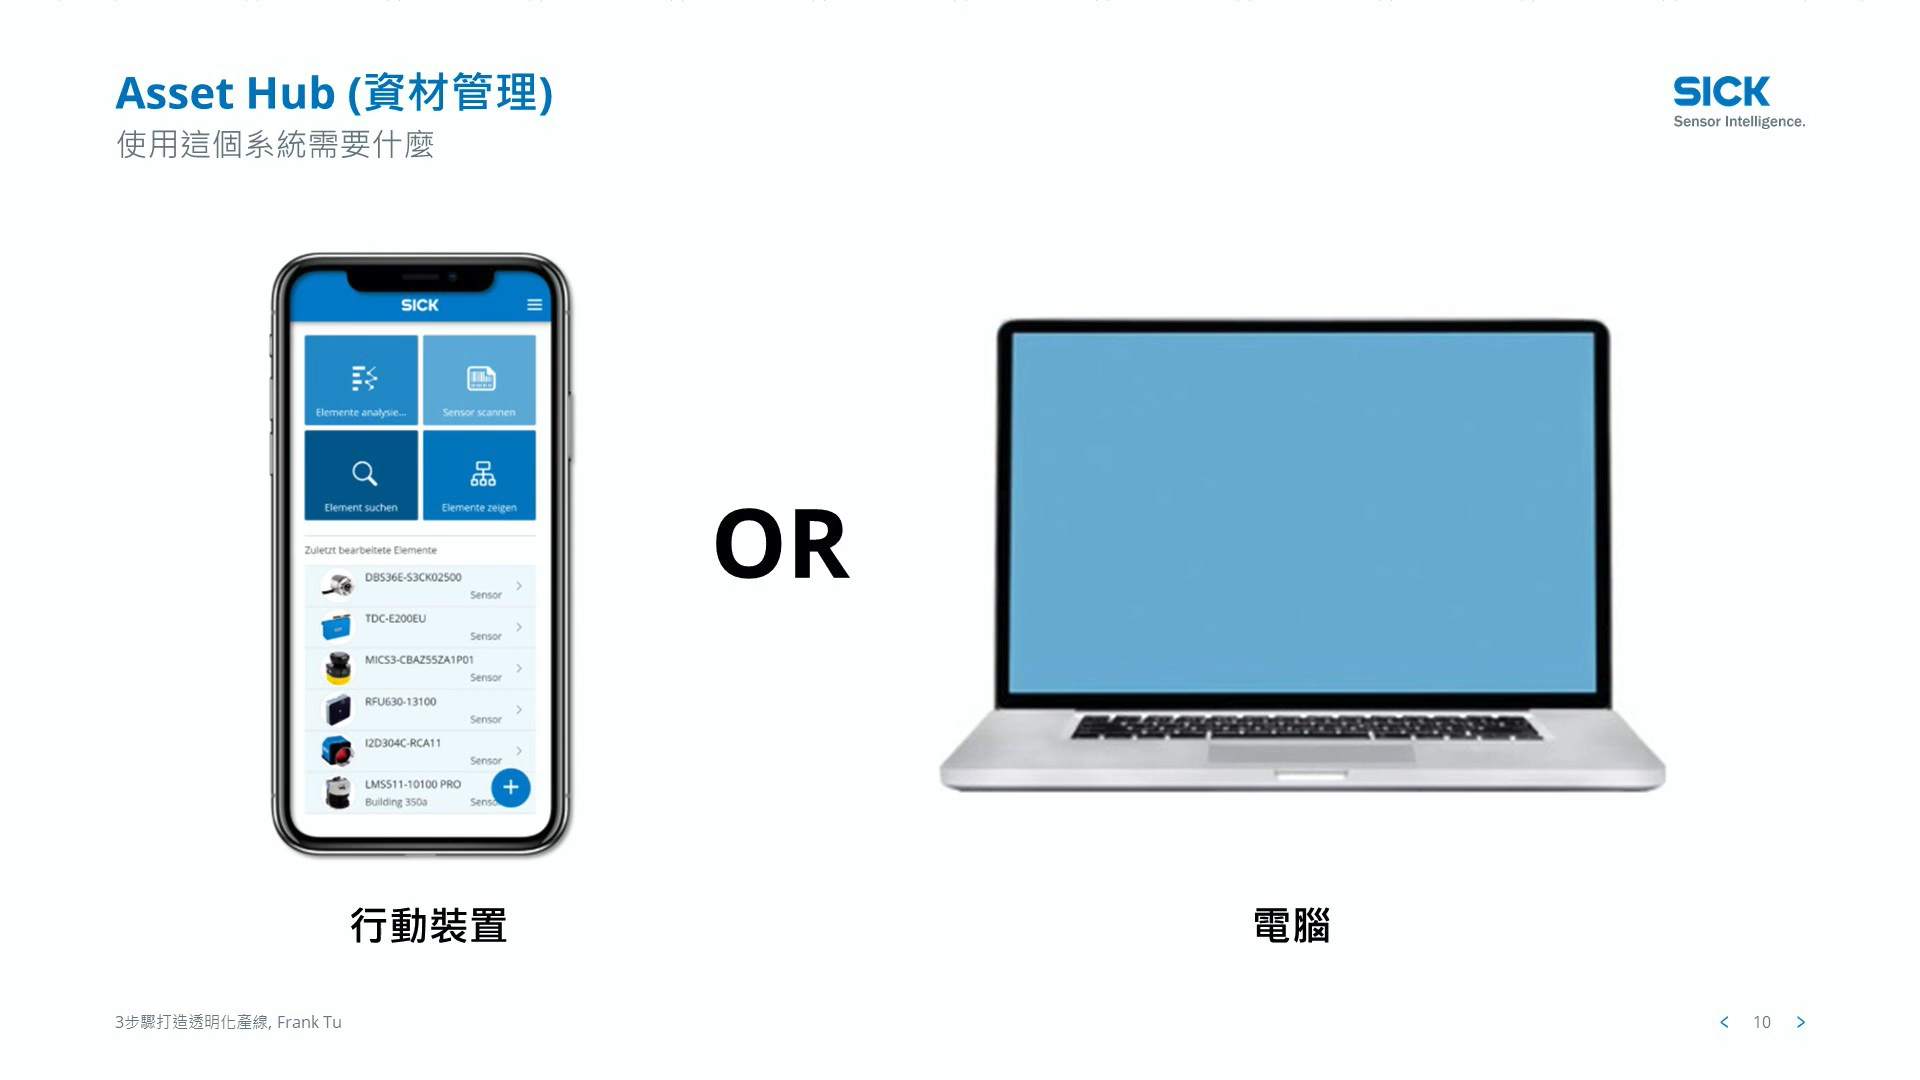 Asset Hub (資材管理)
使用這個系統需要什麼
SICK
Sensor Intelligence.
SICK
Elemente analysie...
Sensor scannen
Element suchen
Elemente zeigen
Zuletzt bearbeitete Elemente
DBS36E-S3CK02500
Sensor
TDC-E200EU
Sensor
MICS3-CBAZ55ZA1P01
Sensor
RFU630-13100
Sensor
I2D304C-RCA11
Sensor
LMS511-10100 PRO
Building 350a
Senso
OR
行動裝置
電腦
3步驟打造透明化產線, Frank Tu
< 10 >